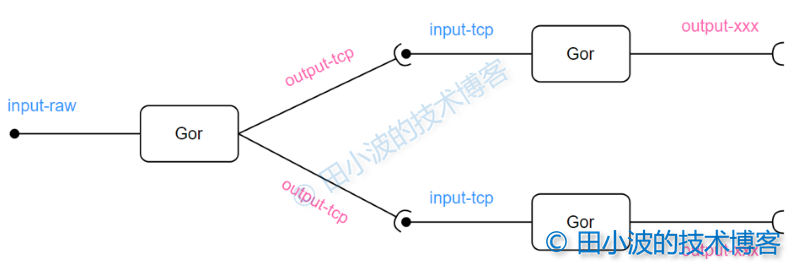 input-tcp
output-xxx
output-tcp
Gor
input-raw
Gor
© 田小波的技术博客
output-tcp
input-tcp
Gor
© 田小波的技术博客
output-xxx